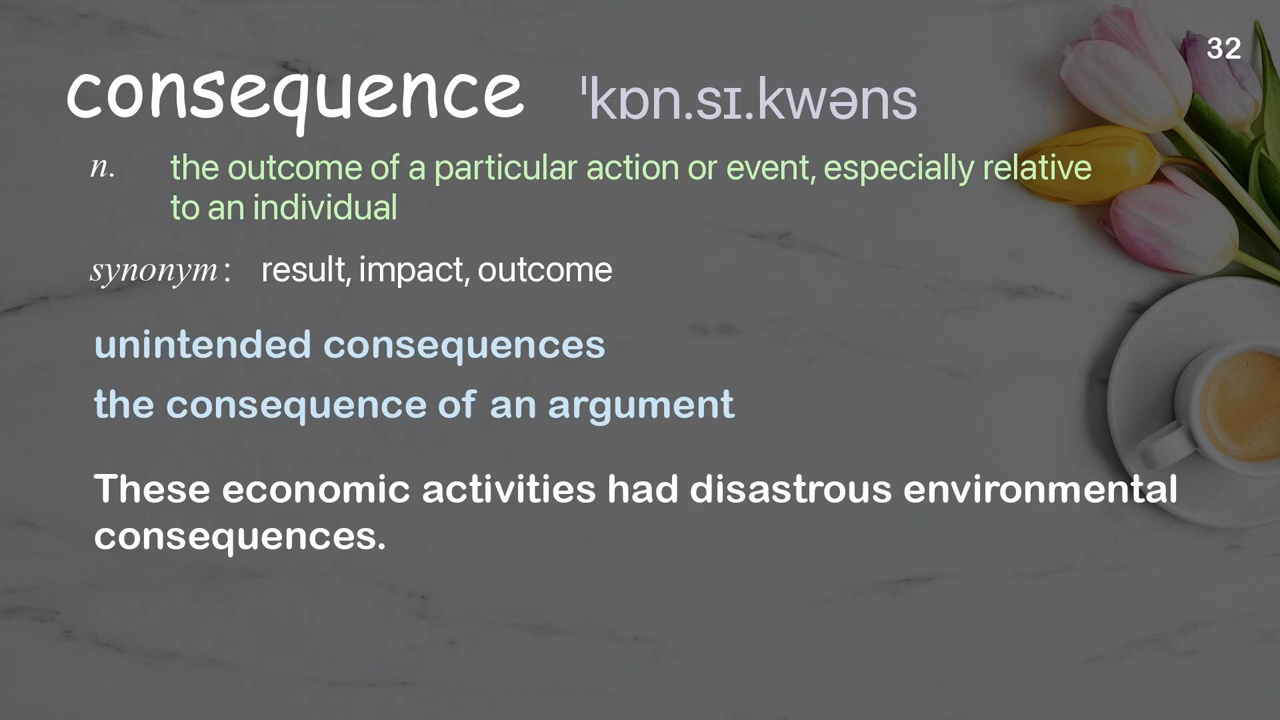 32
consequence ˈkɒn.sɪ.kwəns
n. the outcome of a particular action or event, especially relative
to an individual
synonym : result, impact, outcome
unintended consequences
the consequence of an argument
These economic activities had disastrous environmental
consequences.